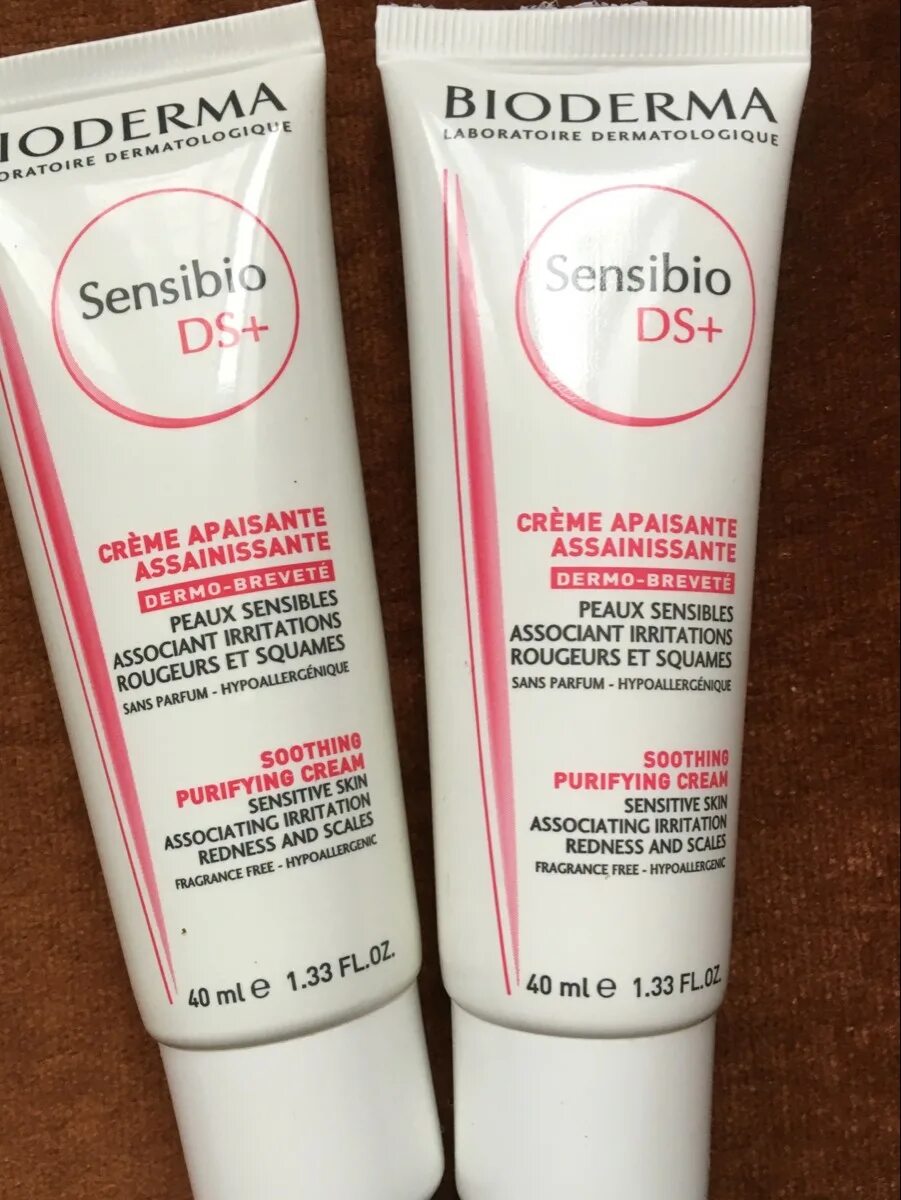 IODERMA
ORATOIRE DERMATOLOGIQUE
Sensibio
DS+
CRÈME APAISANTE
ASSAINISSANTE
DERMO-BREVETÉ
PEAUX SENSIBLES
ASSOCIANT IRRITATIONS
ROUGEURS ET SQUAMES
SANS PARFUM - HYPOALLERGÉNIQUE
SOOTHING
PURIFYING CREAM
SENSITIVE SKIN
ASSOCIATING IRRITATION
REDNESS AND SCALES
FRAGRANCE FREE - HYPOALLERGENIC
40 ml e 1.33 FL.OZ.
BIODERMA
LABORATOIRE DERMATOLOGIQUE
Sensibio
DS+
CRÈME APAISANTE
ASSAINISSANTE
DERMO-BREVETÉ
PEAUX SENSIBLES
ASSOCIANT IRRITATIONS
ROUGEURS ET SQUAMES
SANS PARFUM - HYPOALLERGÉNIQUE
SOOTHING
PURIFYING CREAM
SENSITIVE SKIN
ASSOCIATING IRRITATION
REDNESS AND SCALES
FRAGRANCE FREE - HYPOALLERGENIC
40 ml e 1.33 FL.OZ.